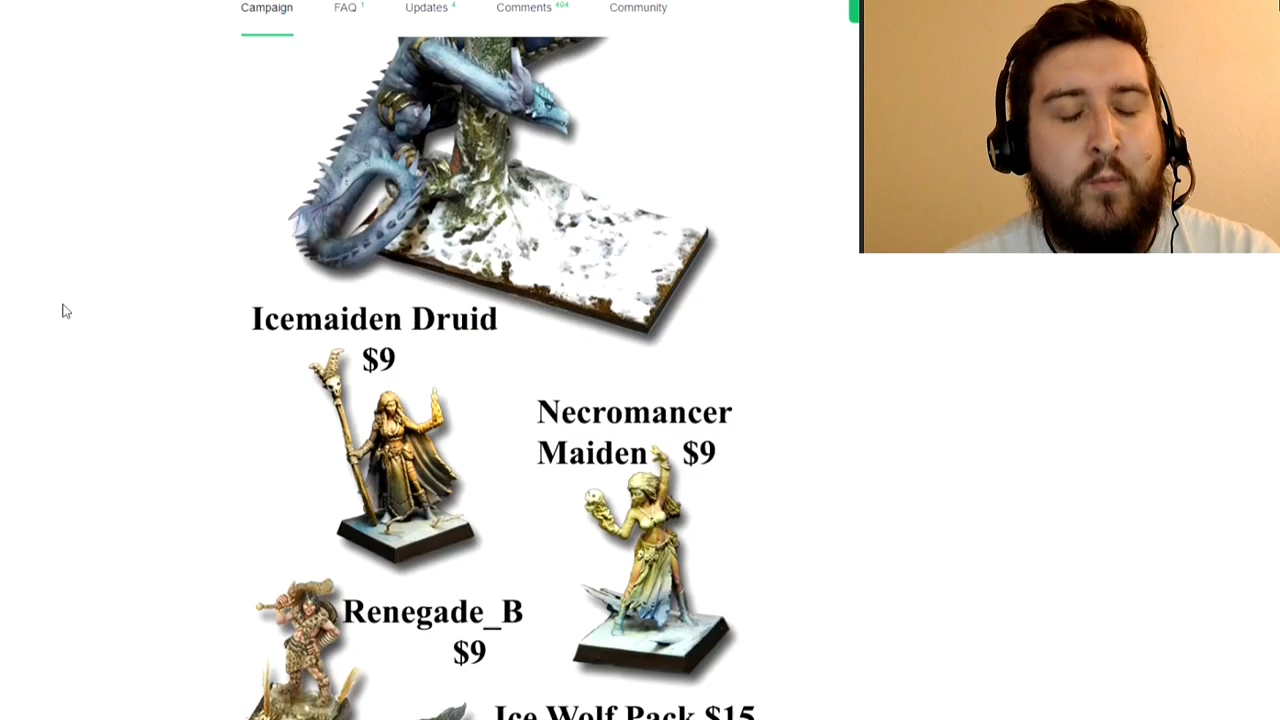 Campaign FAQ 1 Updates 4 Comments 494 Community
Icemaiden Druid
$9
Necromancer
Maiden $9
Renegade_B
$9
Ice Wolf Pack $15